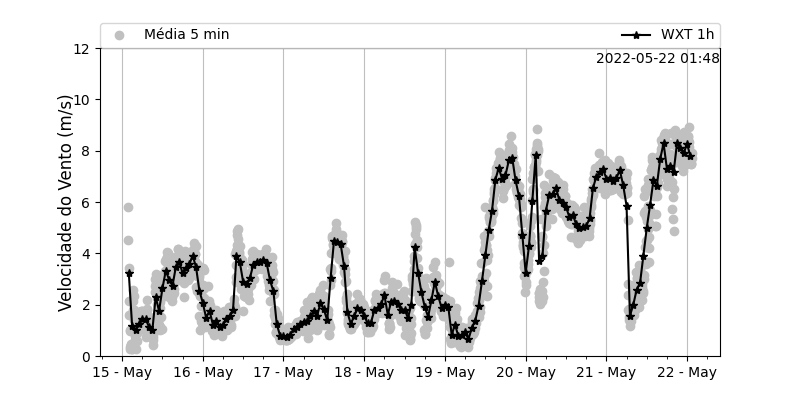 Média 5 min
WXT 1h
2022-05-22 01:48
Velocidade do Vento (m/s)
12
10
8
6
4
2
0
15 - May 16 - May 17 - May 18 - May 19 - May 20 - May 21 - May 22 - May